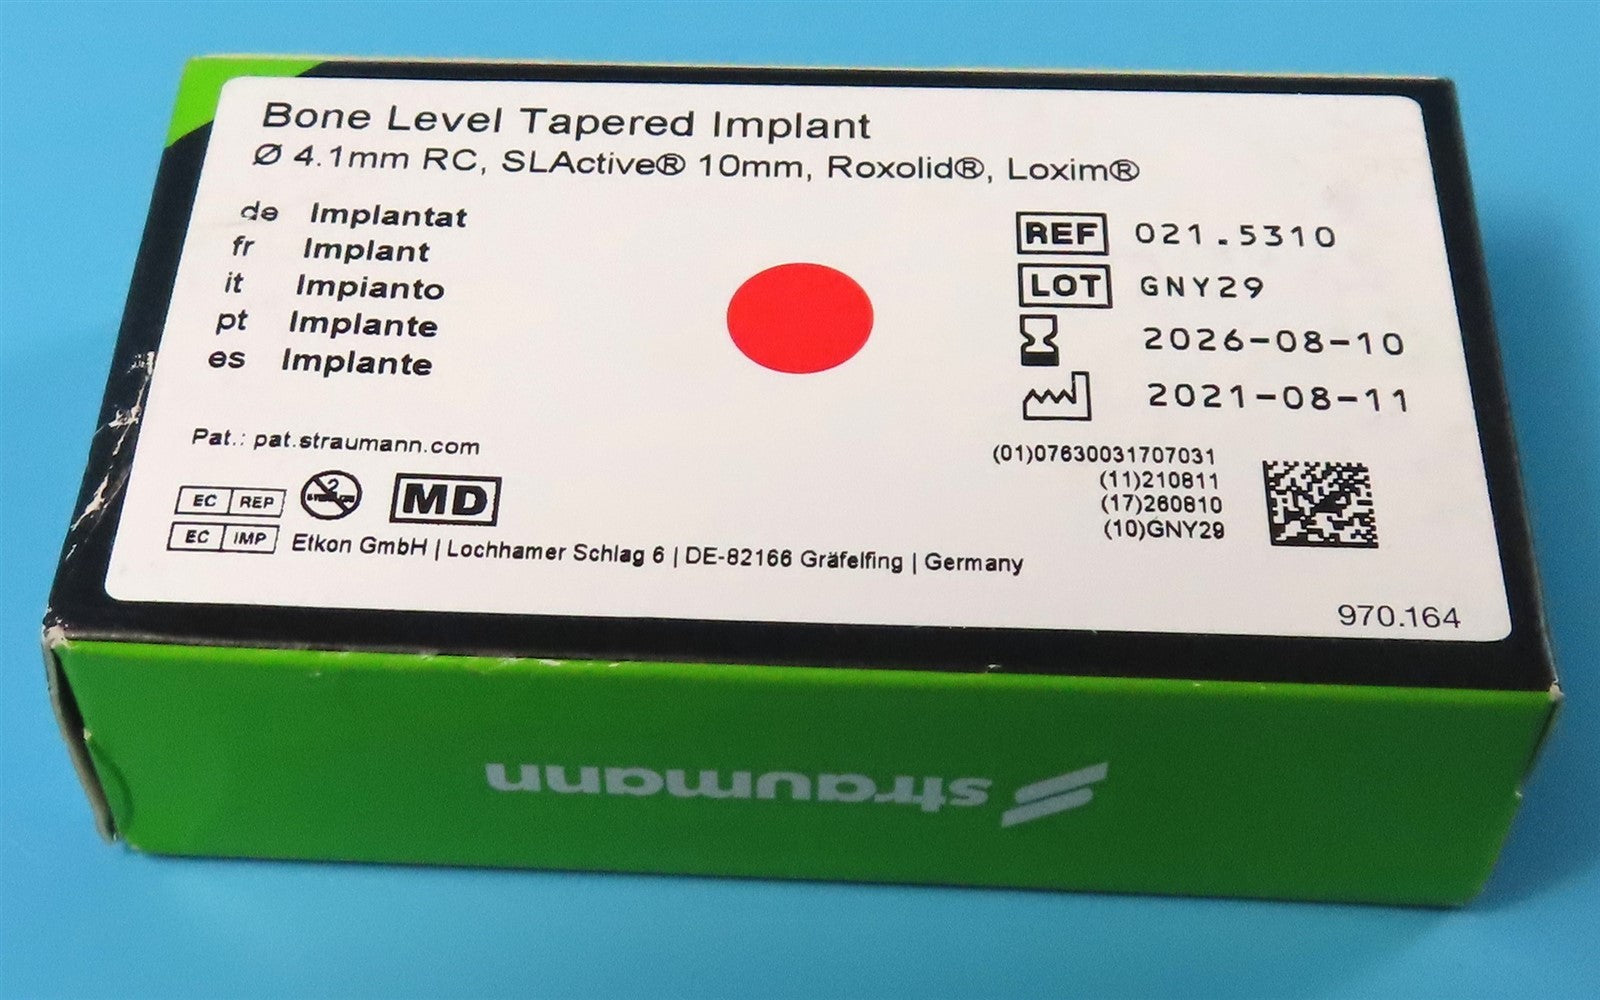 Bone Level Tapered Implant
Ø 4.1mm RC, SLActive® 10mm, Roxolid®, Loxim®
de Implantat
fr Implant
it Impianto
pt Implante
es Implante
REF 021.5310
LOT GNY29
2026-08-10
2021-08-11
Pat.: pat.straumann.com
(01)07630031707031
(11)210811
(17)260810
(10)GNY29
EC REP
MD
EC IMP
Etkon GmbH | Lochhamer Schlag 6 | DE-82166 Gräfelfing | Germany
970.164
straumann